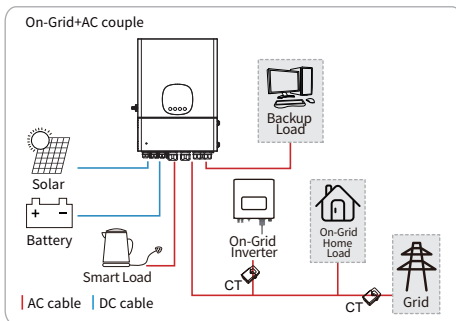 On-Grid+AC couple
Backup
Load
Solar
+ −
Battery
On-Grid
Inverter
On-Grid
Home
Load
Smart Load
CT
CT
Grid
AC cable
DC cable